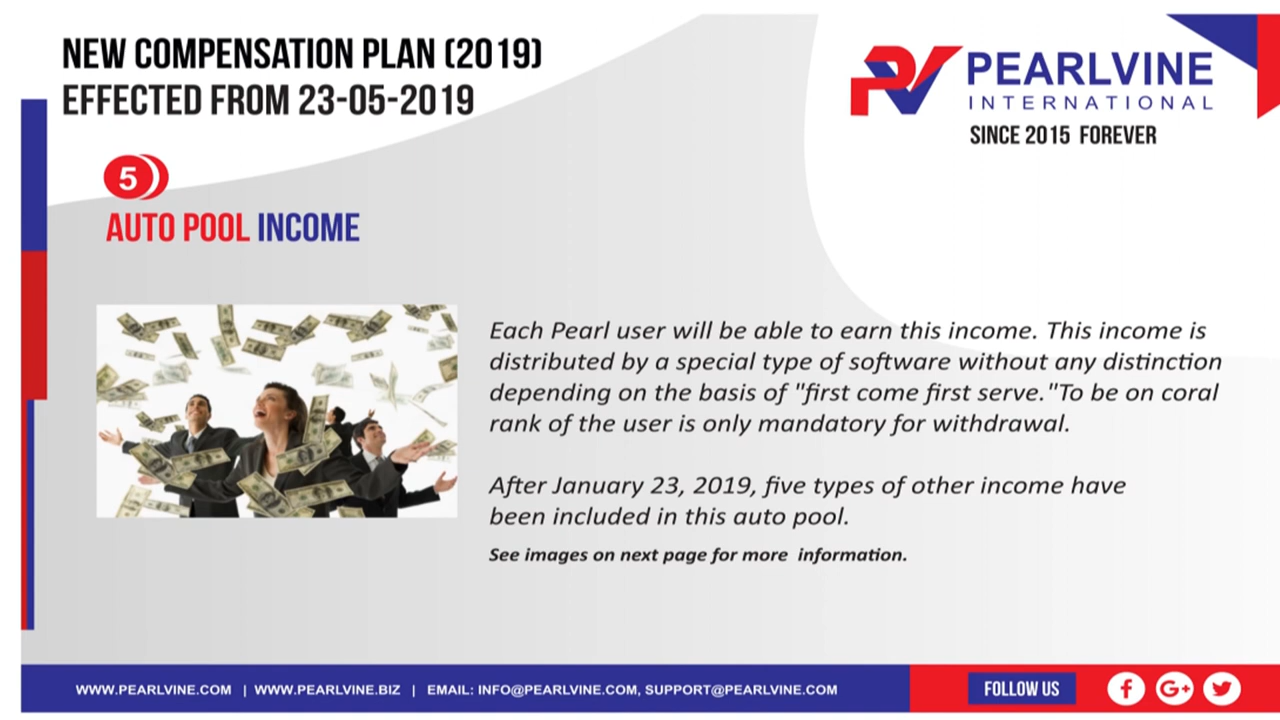 NEW COMPENSATION PLAN (2019)
EFFECTED FROM 23-05-2019
PV PEARLVINE
INTERNATIONAL
SINCE 2015 FOREVER
5
AUTO POOL INCOME
Each Pearl user will be able to earn this income. This income is
distributed by a special type of software without any distinction
depending on the basis of "first come first serve."To be on coral
rank of the user is only mandatory for withdrawal.
After January 23, 2019, five types of other income have
been included in this auto pool.
See images on next page for more information.
WWW.PEARLVINE.COM | WWW.PEARLVINE.BIZ | EMAIL: INFO@PEARLVINE.COM, SUPPORT@PEARLVINE.COM
FOLLOW US